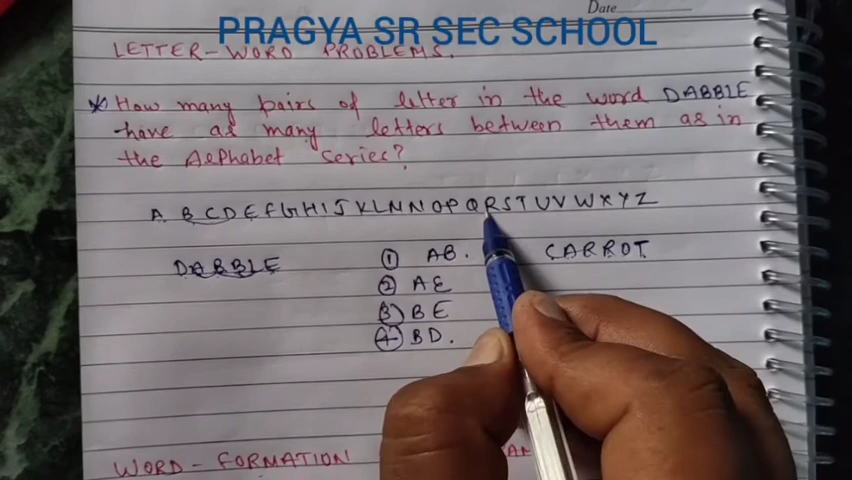 Date
PRAGYA SR SEC SCHOOL
LETTER-WORD PROBLEMS.
* How many pairs of letter in the word DABBLE
have as many letters between them as in
the Alphabet series?
A B C D E F G H I J K L N N O P Q R S T U V W X Y Z
DABBLE ① AB. CARROT
② AE
③ BE
④ BD.
WORD - FORMATION AN